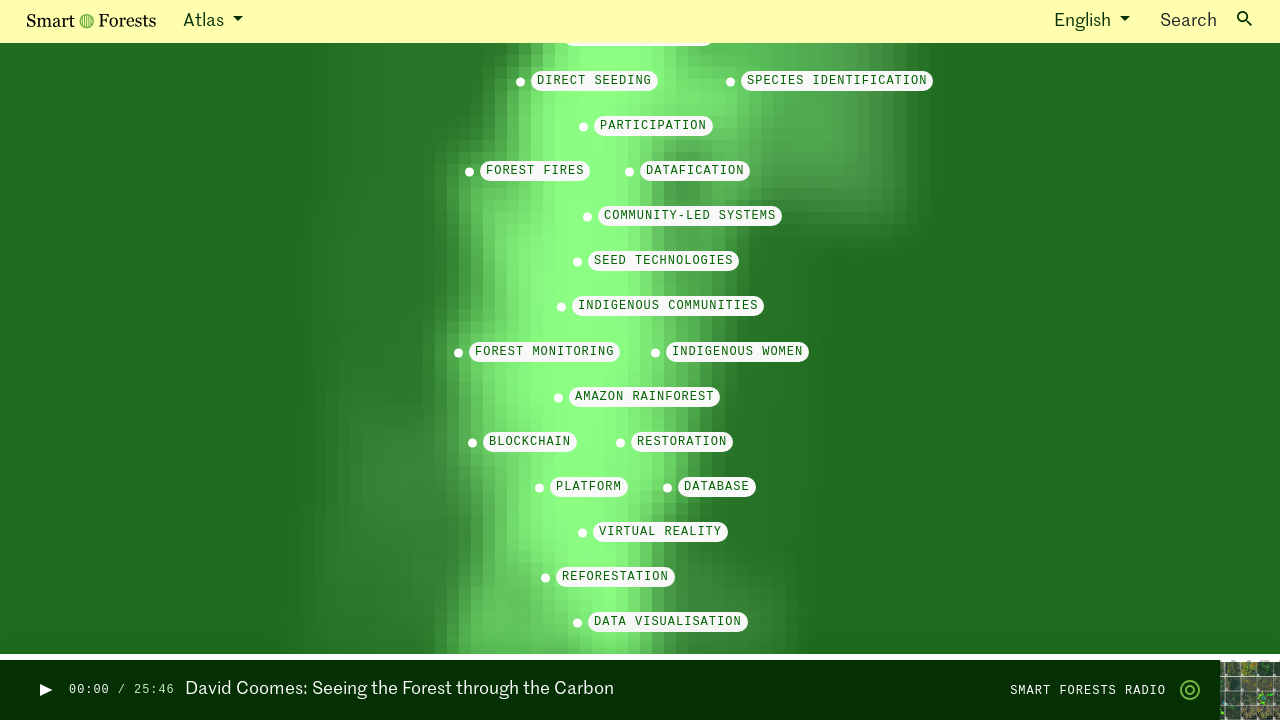 Smart Forests
Atlas
English
Search
DIRECT SEEDING
SPECIES IDENTIFICATION
PARTICIPATION
FOREST FIRES
DATAFICATION
COMMUNITY-LED SYSTEMS
SEED TECHNOLOGIES
INDIGENOUS COMMUNITIES
FOREST MONITORING
INDIGENOUS WOMEN
AMAZON RAINFOREST
BLOCKCHAIN
RESTORATION
PLATFORM
DATABASE
VIRTUAL REALITY
REFORESTATION
DATA VISUALISATION
00:00 / 25:46
David Coomes: Seeing the Forest through the Carbon
SMART FORESTS RADIO